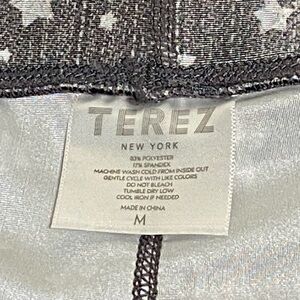 TEREZ
NEW YORK
83% POLYESTER
17% SPANDEX
MACHINE WASH COLD FROM INSIDE OUT
GENTLE CYCLE WITH LIKE COLORS
DO NOT BLEACH
TUMBLE DRY LOW
COOL IRON IF NEEDED
MADE IN CHINA
M